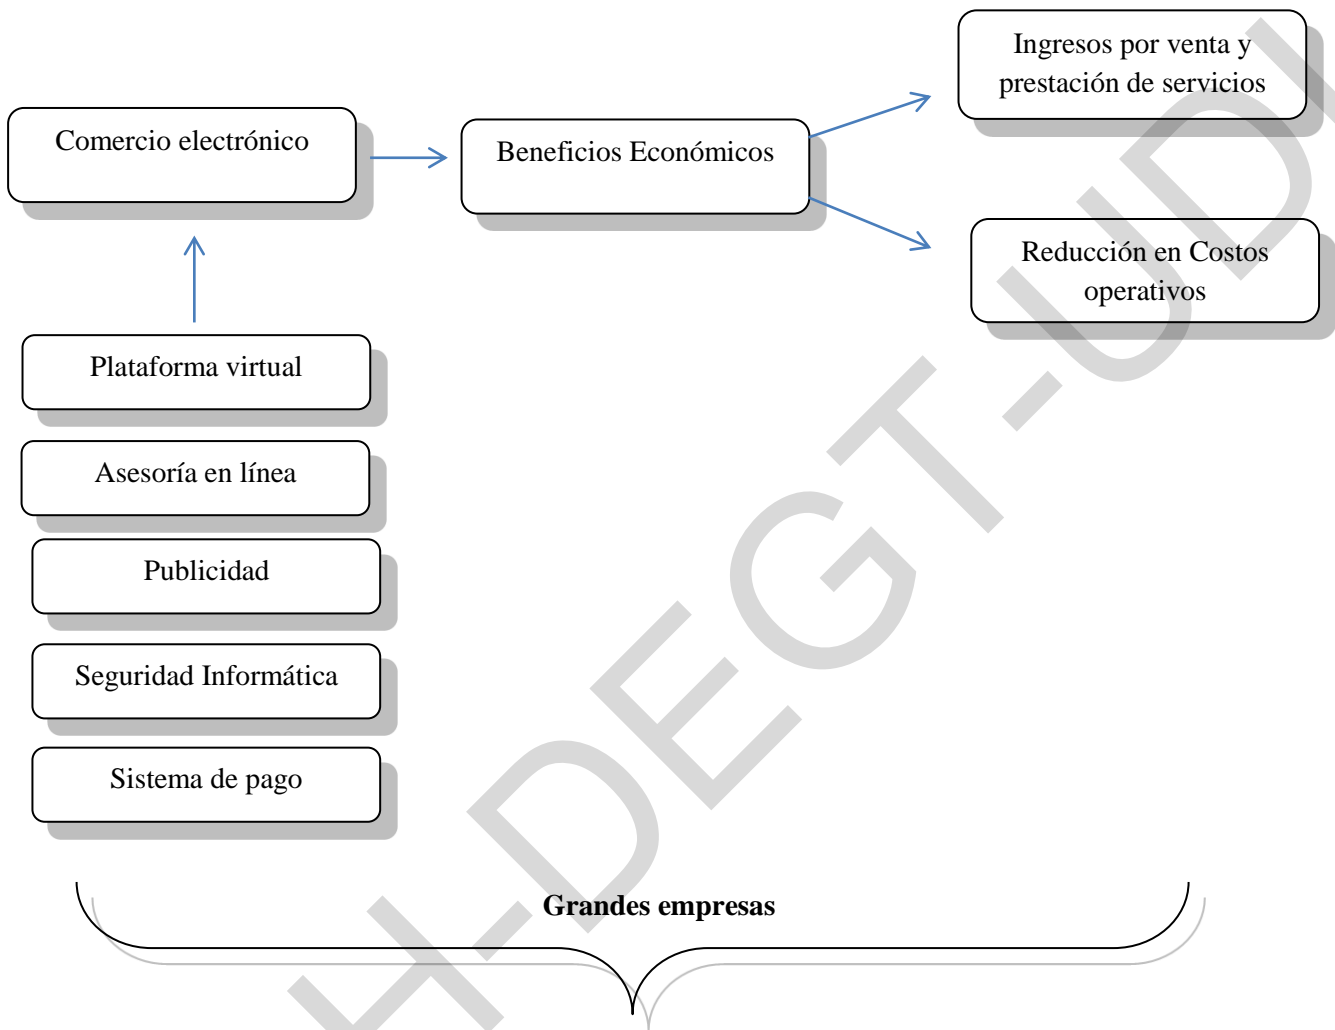 Ingresos por venta y
prestación de servicios
Comercio electrónico
Beneficios Económicos
Reducción en Costos
operativos
Plataforma virtual
Asesoría en línea
Publicidad
Seguridad Informática
Sistema de pago
Grandes empresas
H-DEGT-UDI